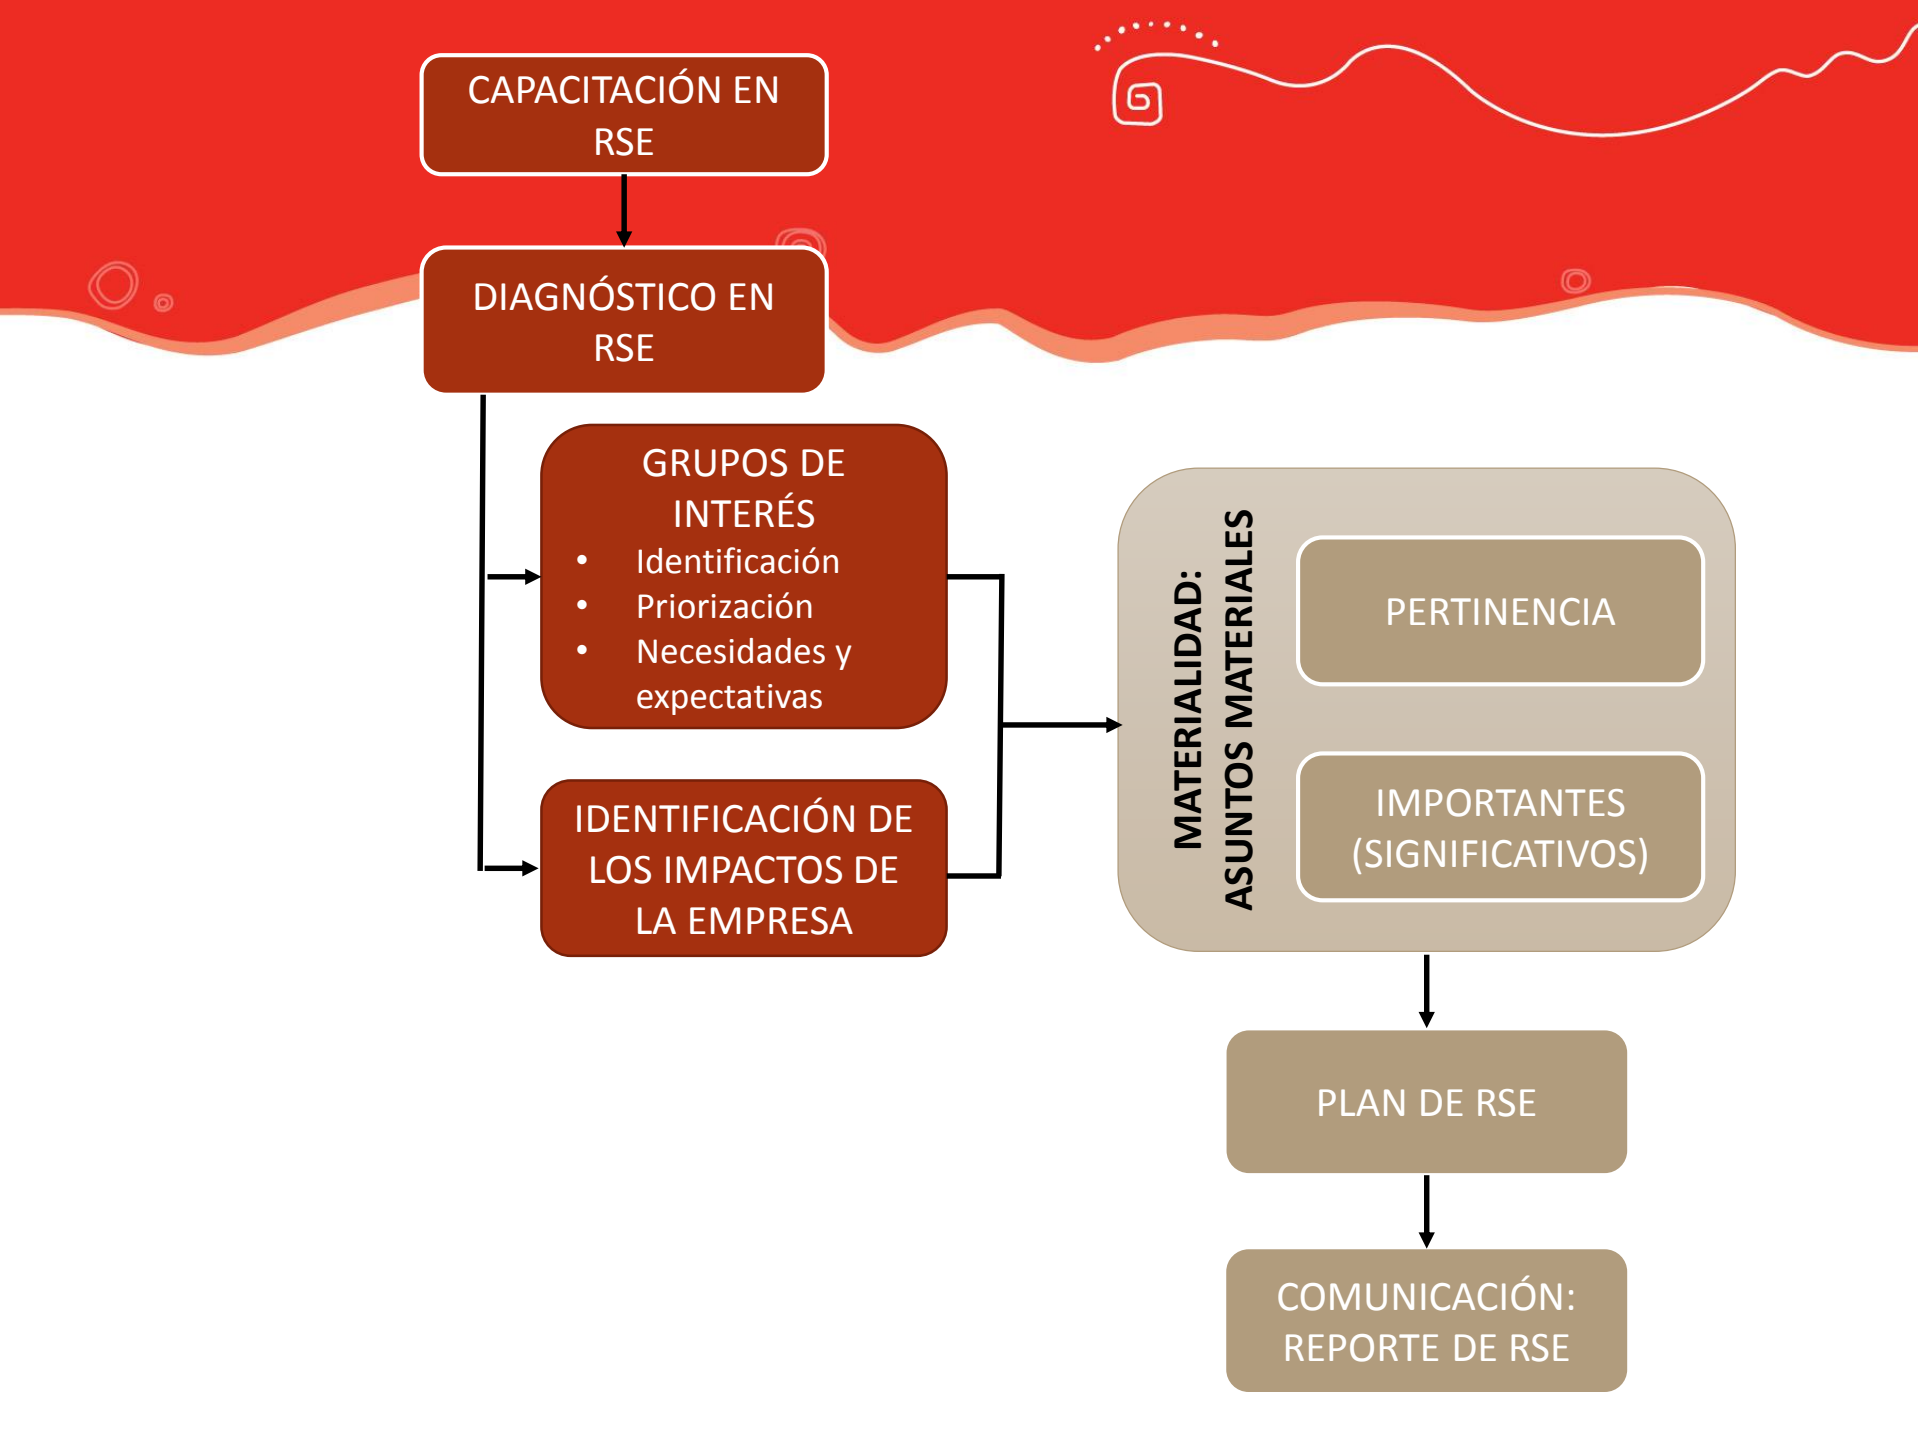 CAPACITACIÓN EN
RSE
DIAGNÓSTICO EN
RSE
GRUPOS DE
INTERÉS
• Identificación
• Priorización
• Necesidades y
expectativas
IDENTIFICACIÓN DE
LOS IMPACTOS DE
LA EMPRESA
MATERIALIDAD:
ASUNTOS MATERIALES
PERTINENCIA
IMPORTANTES
(SIGNIFICATIVOS)
PLAN DE RSE
COMUNICACIÓN:
REPORTE DE RSE